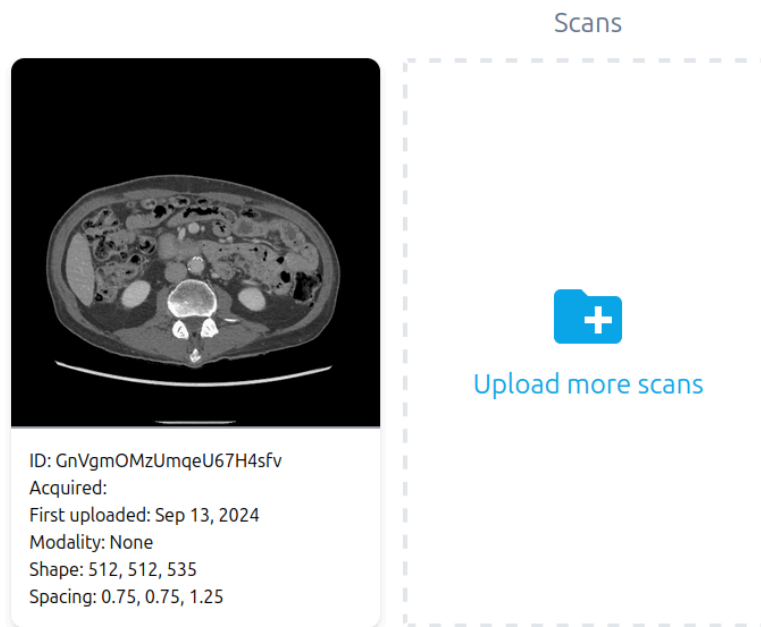 Scans
ID: GnVgmOMzUmqeU67H4sfv
Acquired:
First uploaded: Sep 13, 2024
Modality: None
Shape: 512, 512, 535
Spacing: 0.75, 0.75, 1.25
Upload more scans